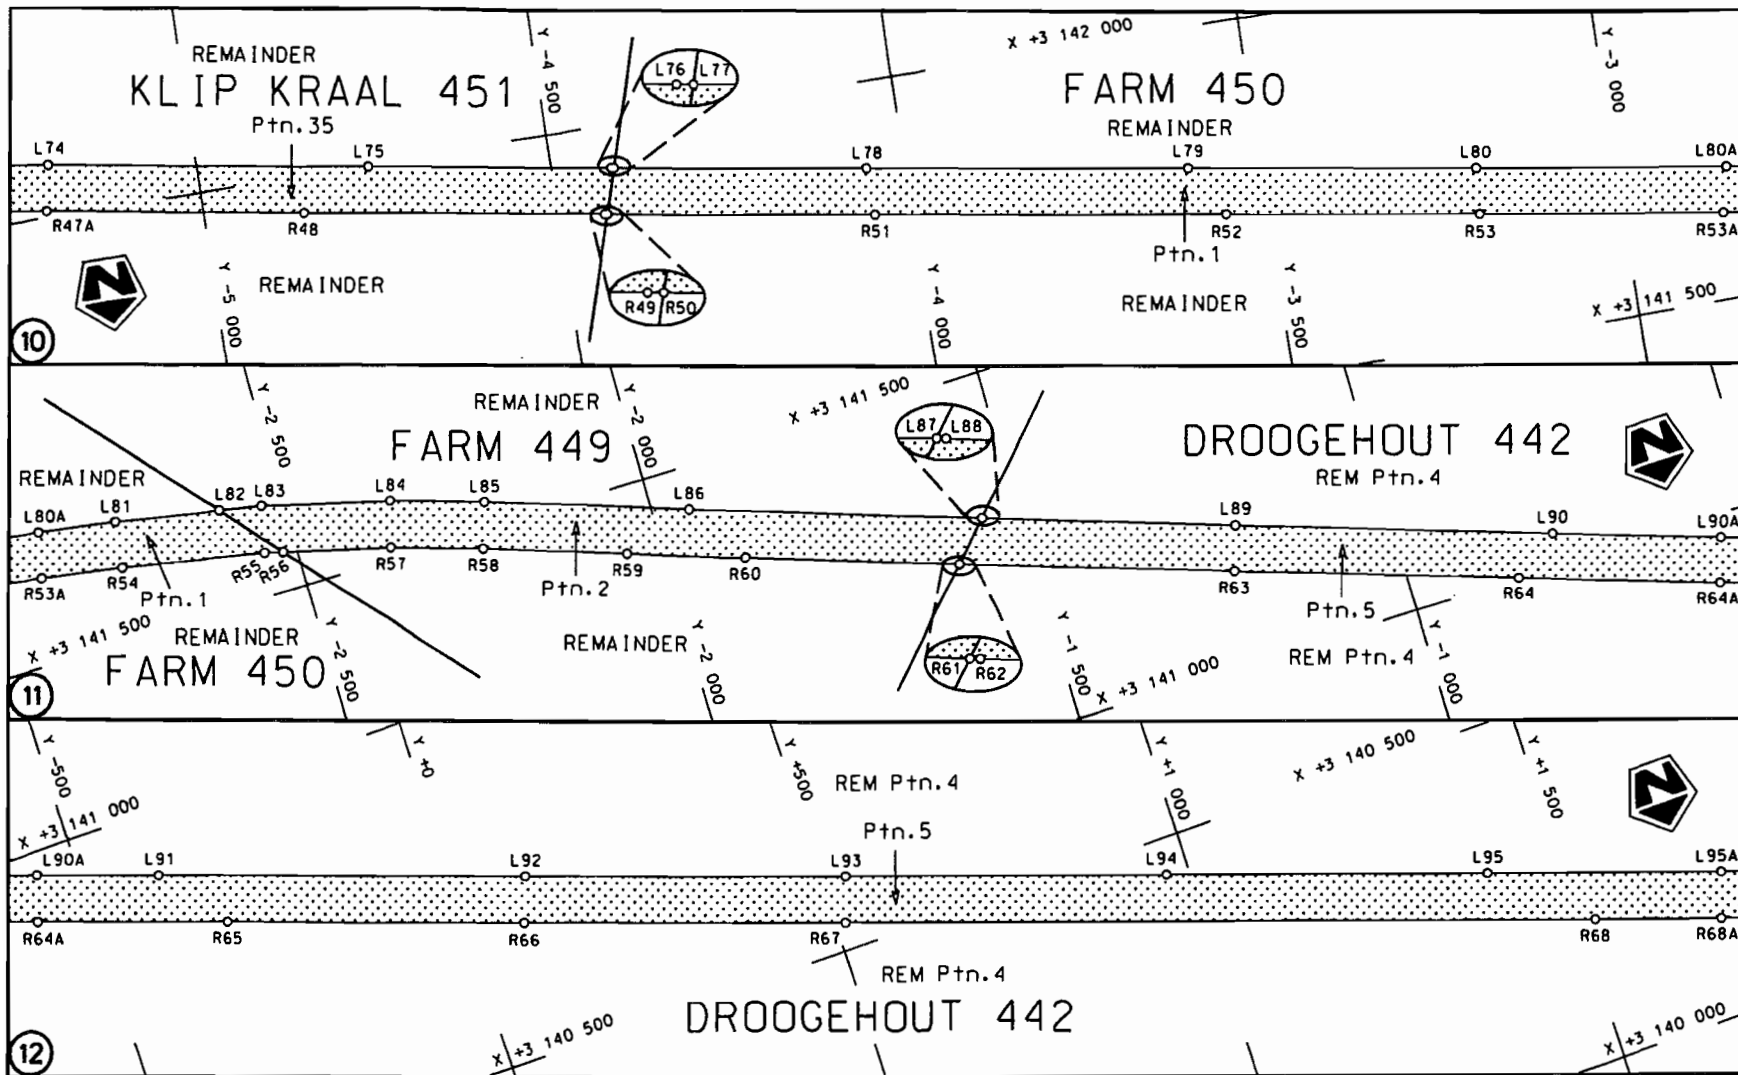 REMAINDER
KLIP KRAAL 451
Ptn.35
L74
L75
Y -4 500
L76 L77
X +3 142 000
FARM 450
REMAINDER
Y -3 000
L78
L79
L80
L80A
R47A
R48
R51
R52
R53
R53A
Ptn.1
REMAINDER
Y -5 000
R49 R50
Y -4 000
Y -3 500
REMAINDER
X +3 141 500
N
10
REMAINDER
Y -2 500
REMAINDER
FARM 449
Y -2 000
X +3 141 500
L87 L88
DROOGEHOUT 442
REM Ptn.4
N
L80A
L81
L82
L83
L84
L85
L86
L89
L90
L90A
R53A
R54
R55
R56
R57
R58
R59
R60
R63
R64
R64A
Ptn.1
Ptn.2
Ptn.5
X +3 141 500
REMAINDER
FARM 450
Y -2 500
REMAINDER
Y -2 000
R61 R62
Y -1 500
X +3 141 000
REM Ptn.4
Y -1 000
11
Y -500
X +3 141 000
Y +0
Y +500
REM Ptn.4
Ptn.5
Y +1 000
X +3 140 500
Y +1 500
N
L90A
L91
L92
L93
L94
L95
L95A
R64A
R65
R66
R67
R68
R68A
REM Ptn.4
DROOGEHOUT 442
X +3 140 500
X +3 140 000
12